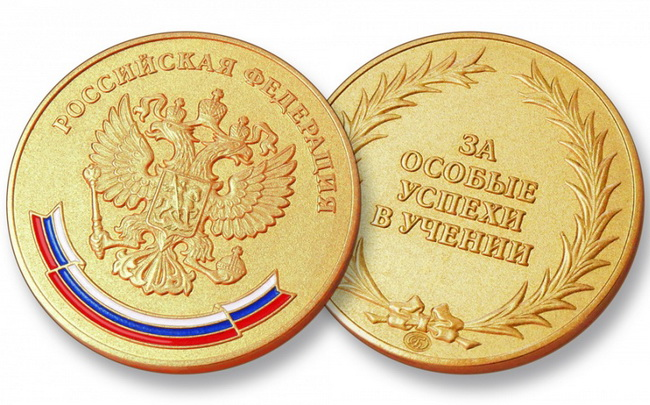 РОССИЙСКАЯ ФЕДЕРАЦИЯ
ЗА
ОСОБЫЕ
УСПЕХИ
В УЧЕНИИ